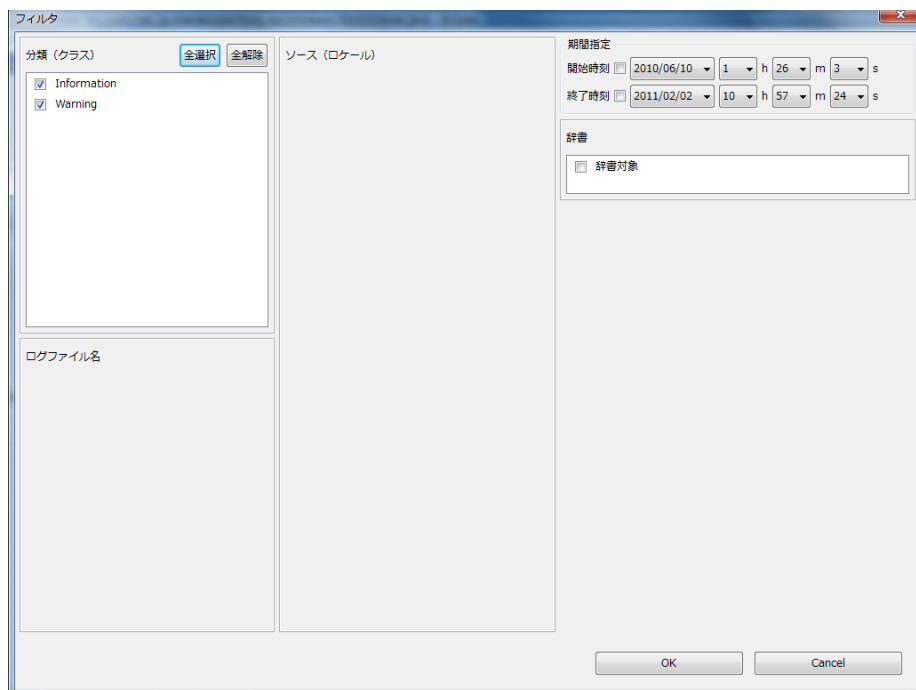 フィルタ
分類（クラス） 全選択 全解除
Information
Warning
ログファイル名
ソース（ロケール）
期間指定
開始時刻 2010/06/10 1 h 26 m 3 s
終了時刻 2011/02/02 10 h 57 m 24 s
辞書
辞書対象
OK Cancel